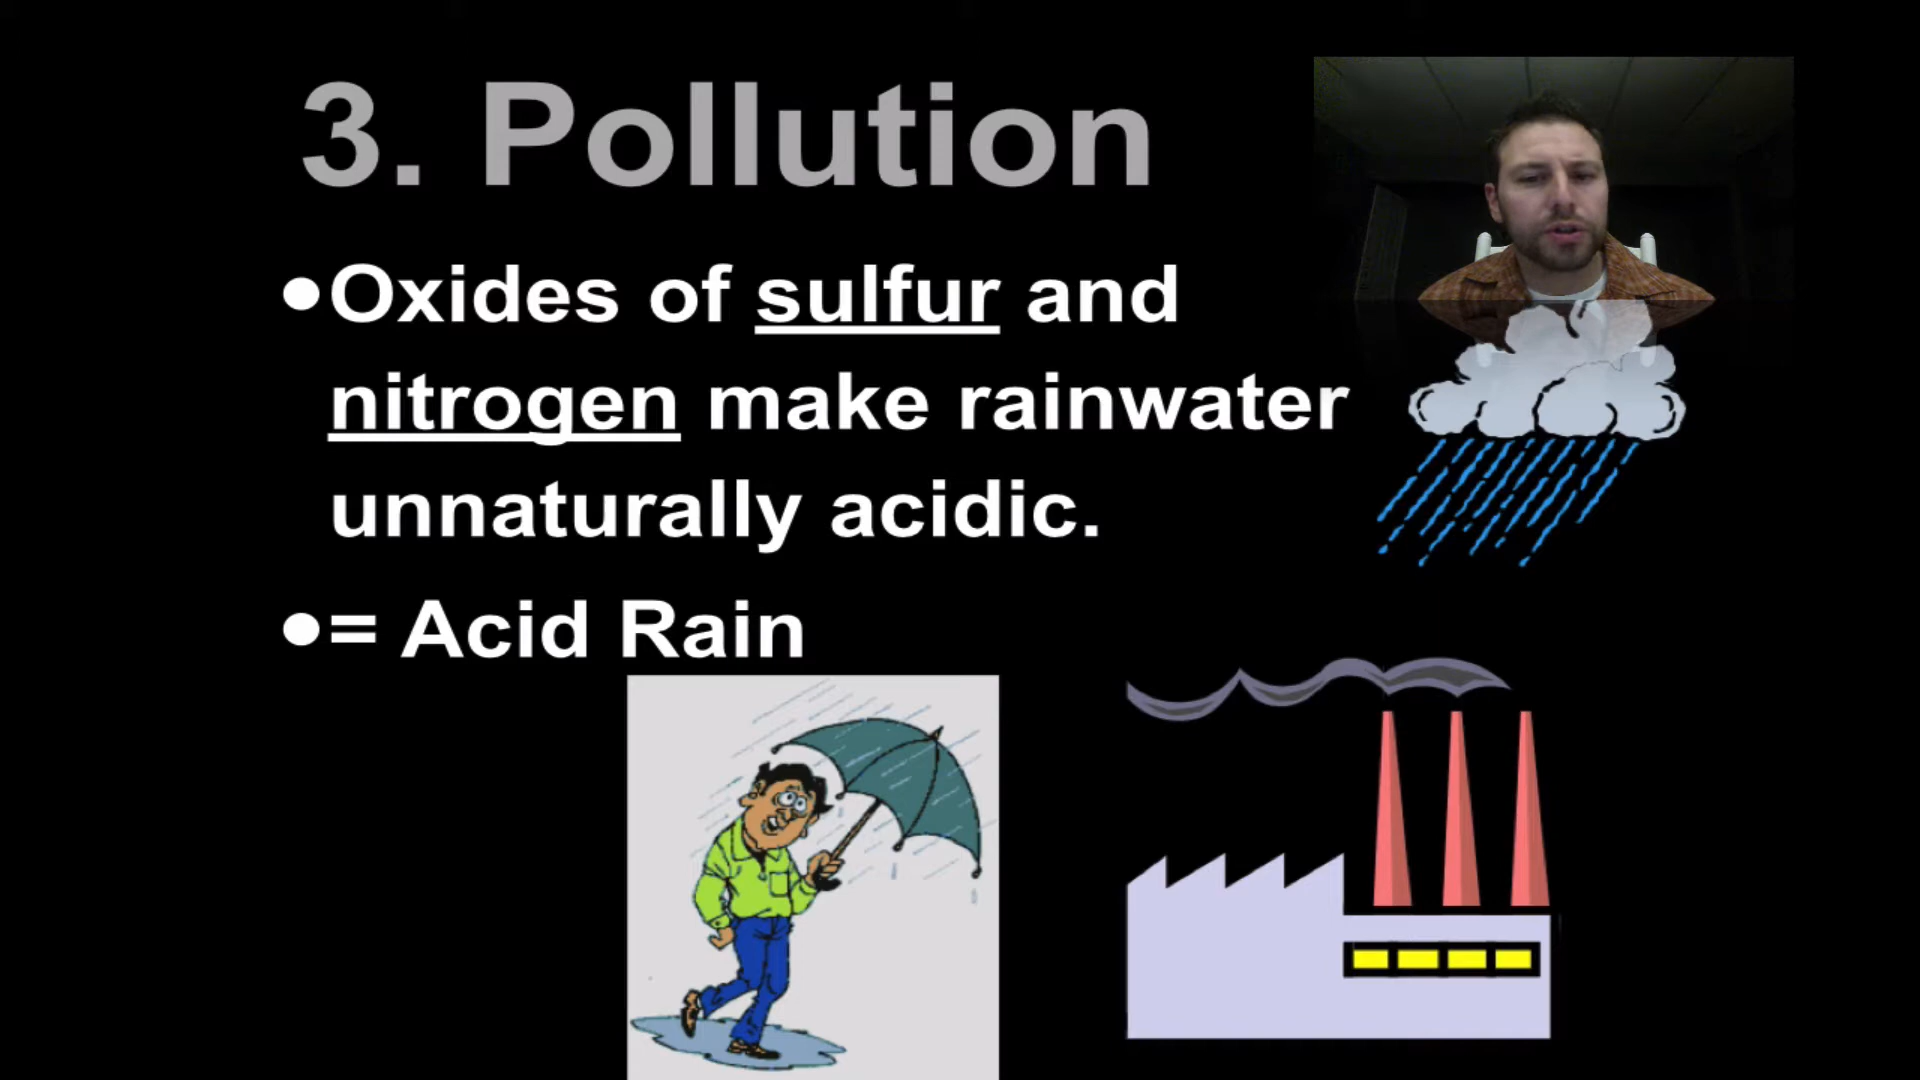 3. Pollution
•Oxides of sulfur and
nitrogen make rainwater
unnaturally acidic.
•= Acid Rain